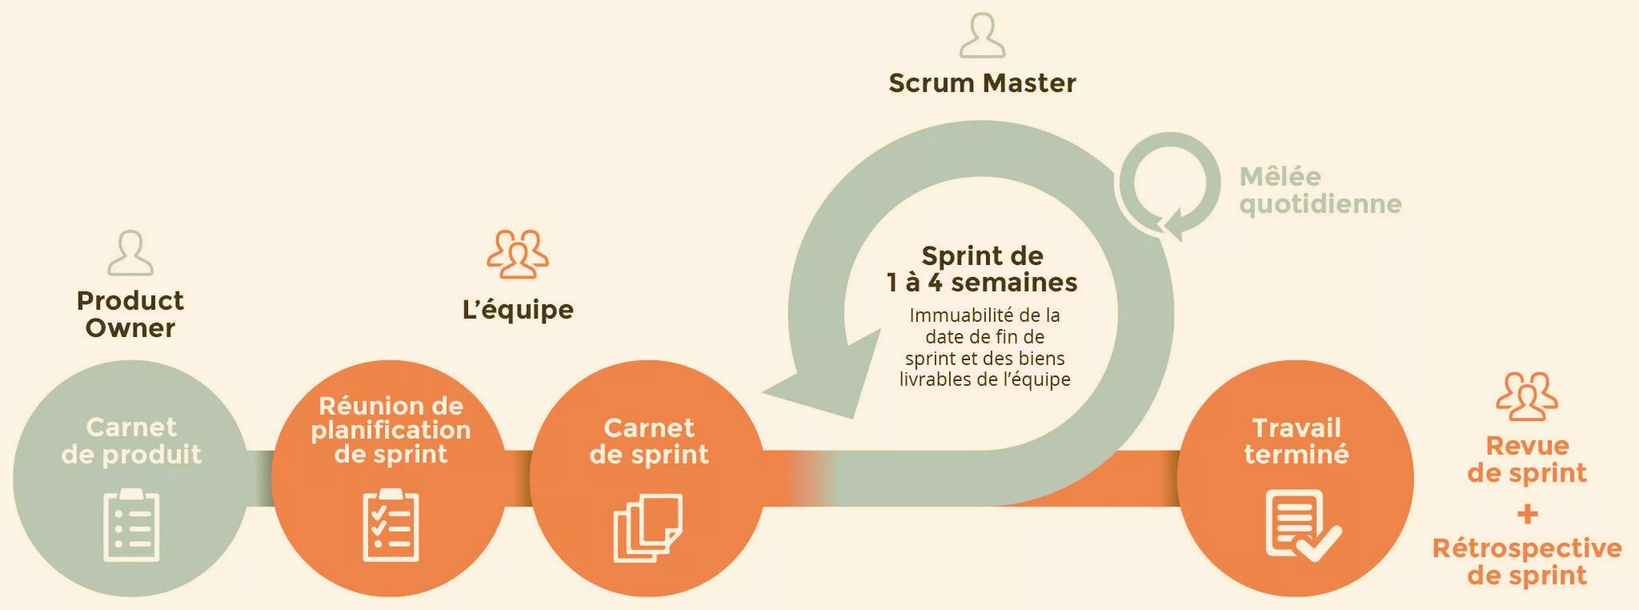 Scrum Master
Mêlée
quotidienne
Sprint de
1 à 4 semaines
Immuabilité de la
date de fin de
sprint et des biens
livrables de l'équipe
Product
Owner
L'équipe
Carnet
de produit
Réunion de
planification
de sprint
Carnet
de sprint
Travail
terminé
Revue
de sprint
+
Rétrospective
de sprint